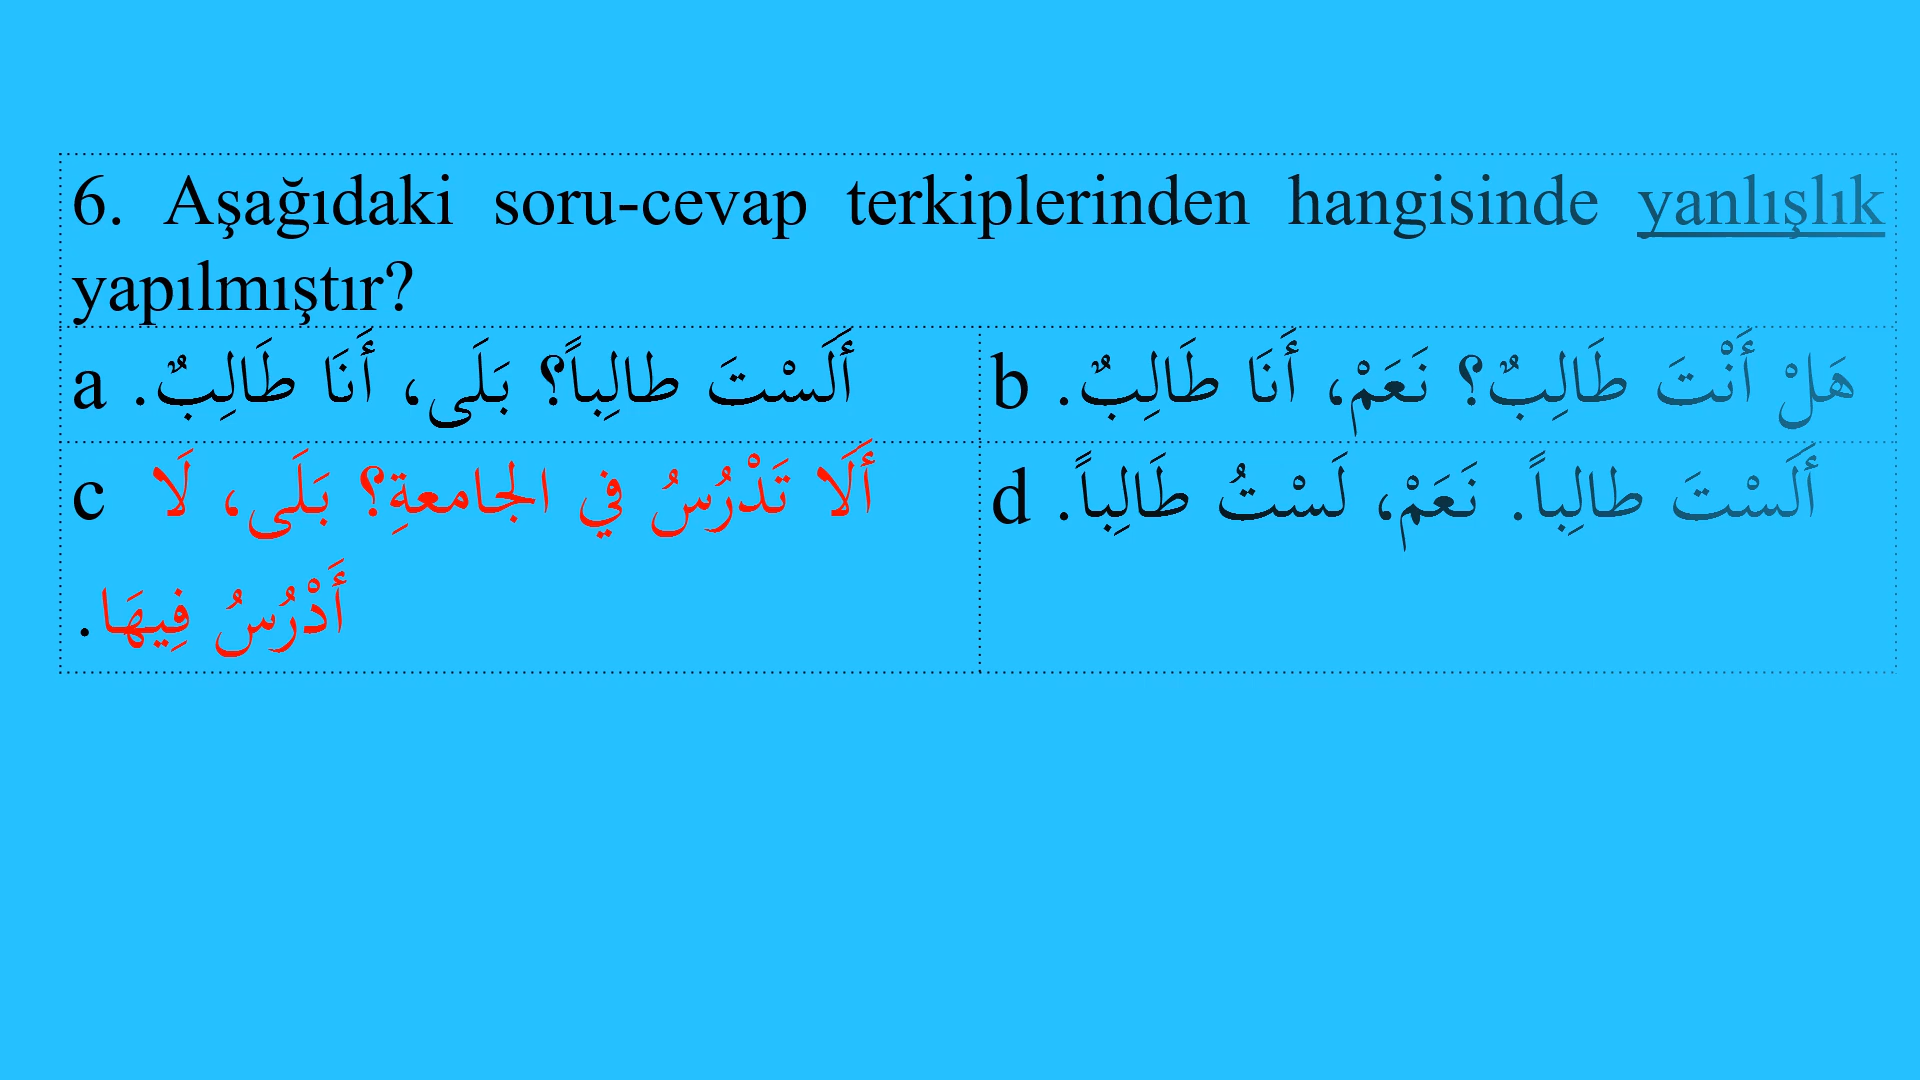 6. Aşağıdaki soru-cevap terkiplerinden hangisinde yanlışlık
yapılmıştır?
a أَلَسْتَ طالِباً؟ بَلَى، أَنَا طَالِبٌ.
b هَلْ أَنْتَ طَالِبٌ؟ نَعَمْ، أَنَا طَالِبٌ.
c أَلَا تَدْرُسُ في الجامعةِ؟ بَلَى، لَا
أَدْرُسُ فِيهَا.
d أَلَسْتَ طالِباً. نَعَمْ، لَسْتُ طَالِباً.